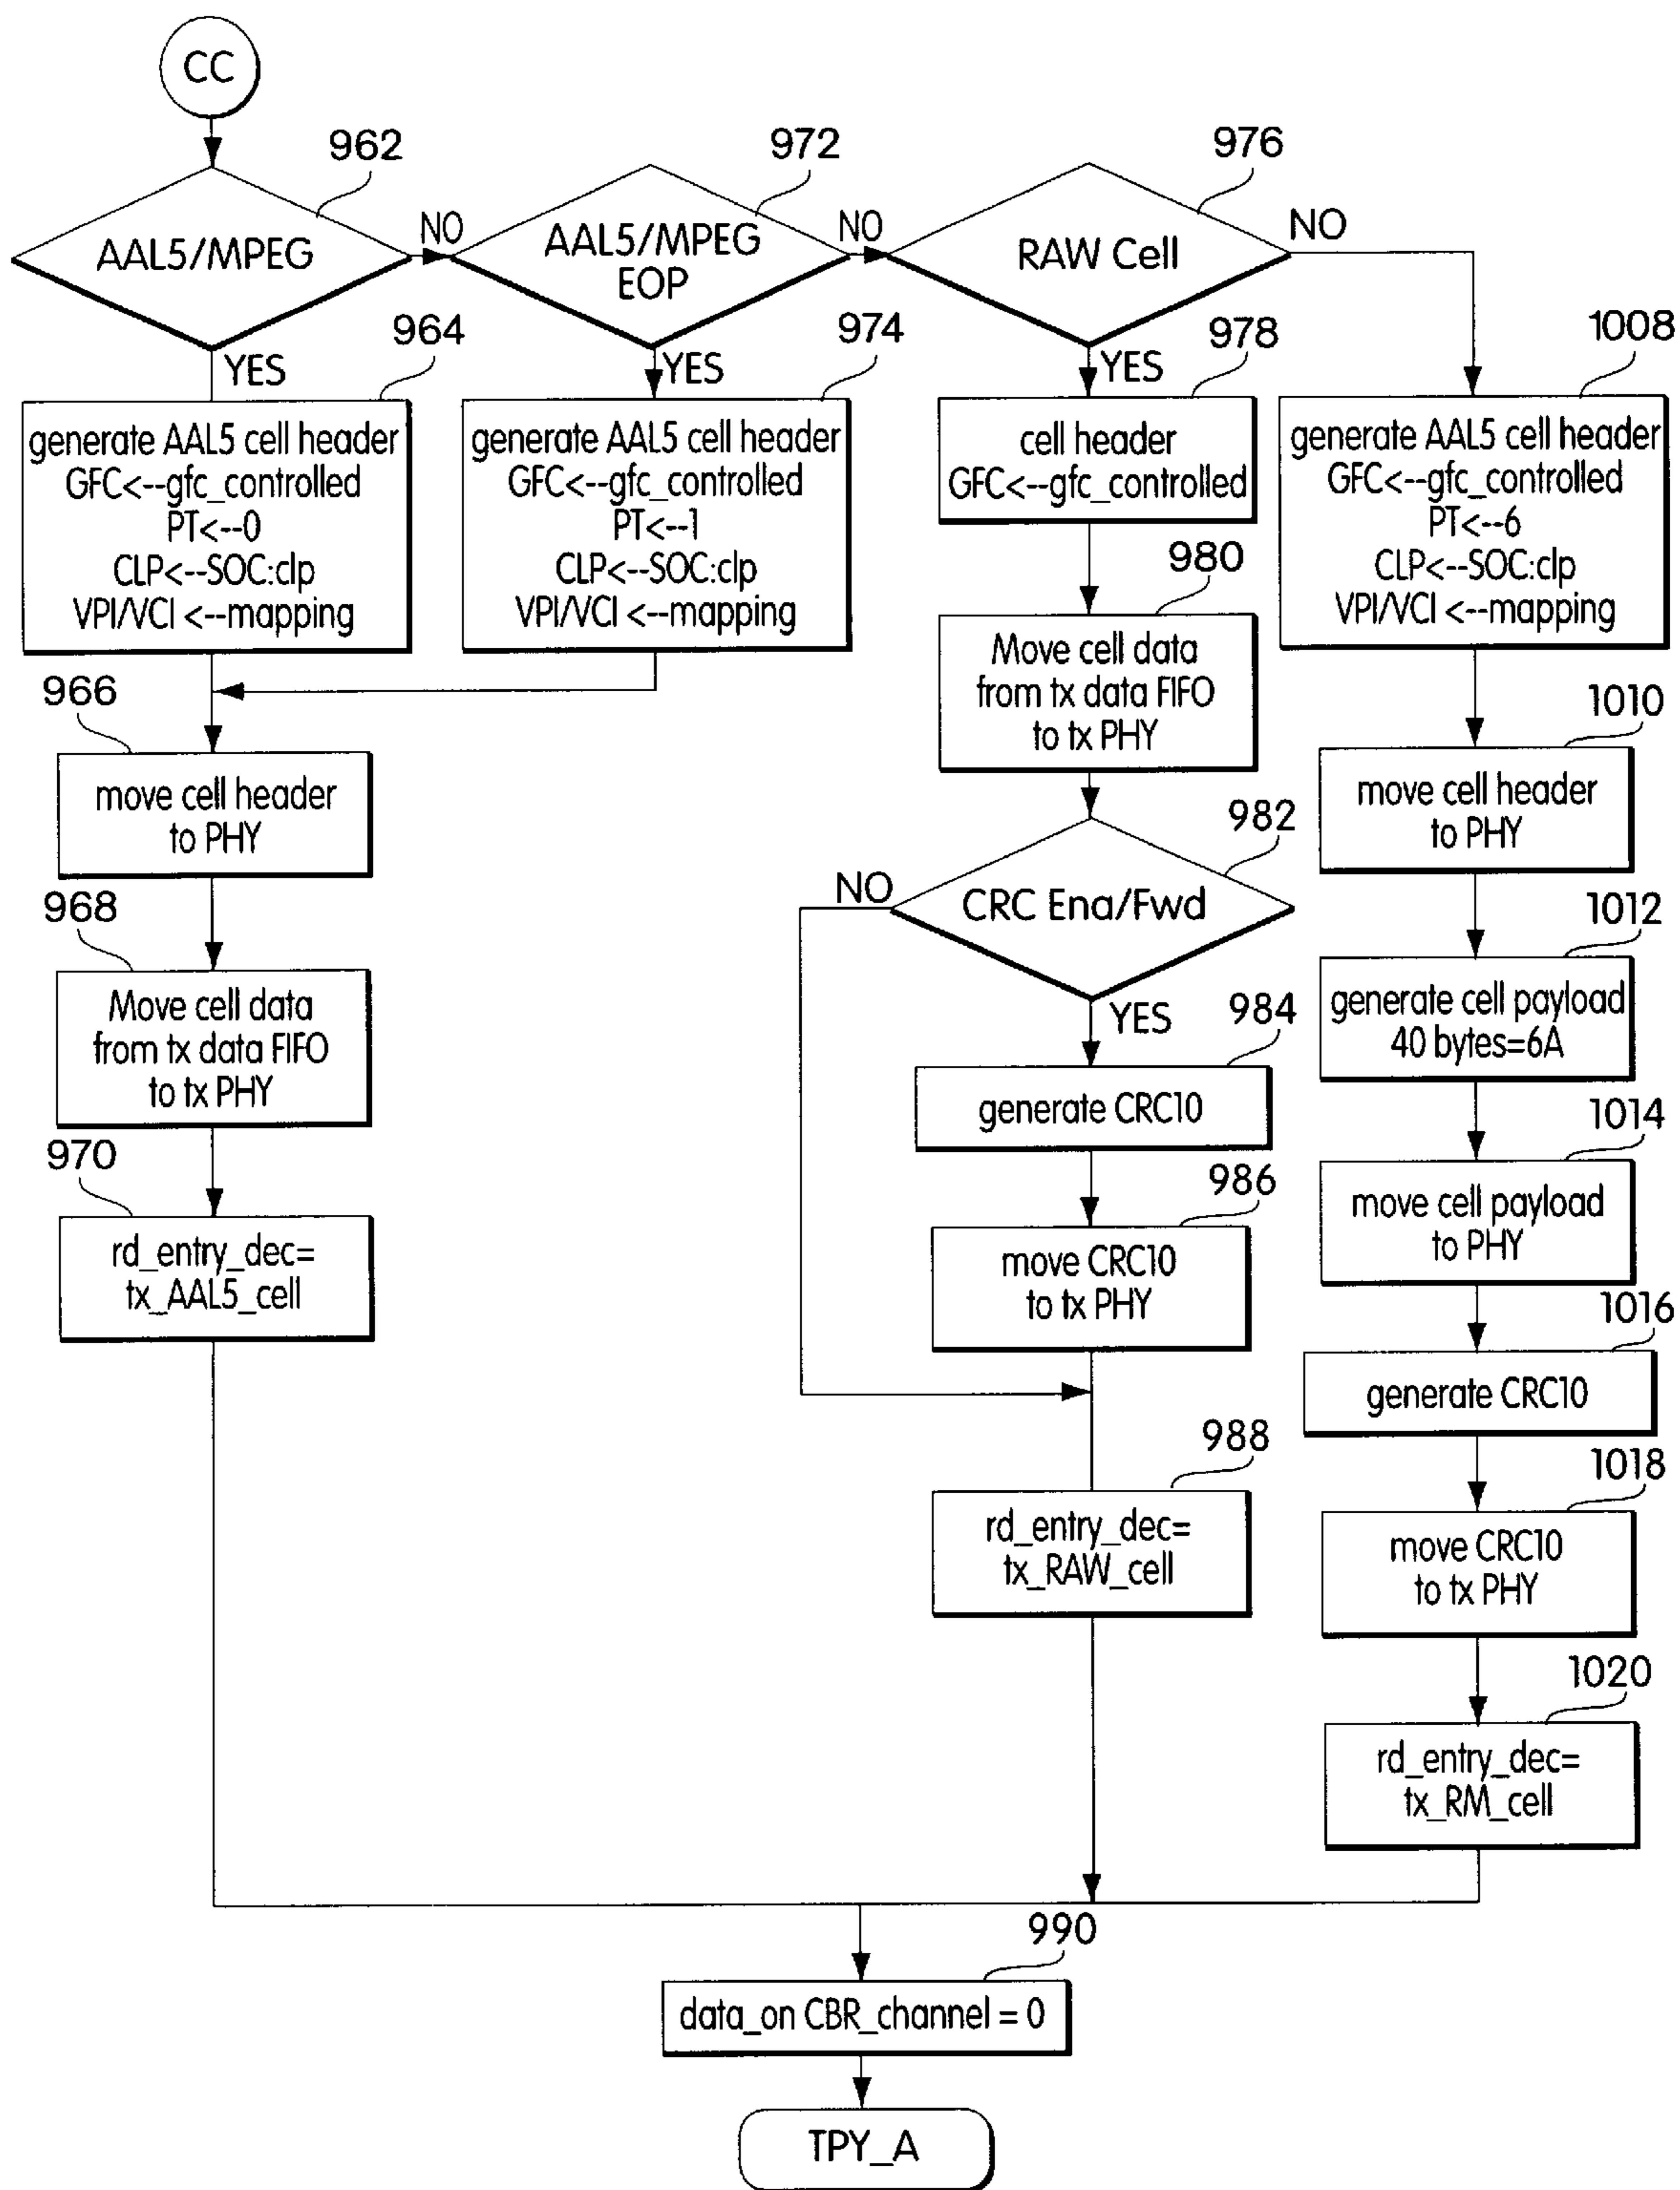 CC
962
AAL5/MPEG
NO
972
AAL5/MPEG
EOP
NO
976
RAW Cell
NO
YES
964
generate AAL5 cell header
GFC<--gfc_controlled
PT<--0
CLP<--SOC:clp
VPI/VCI <--mapping
YES
974
generate AAL5 cell header
GFC<--gfc_controlled
PT<--1
CLP<--SOC:clp
VPI/VCI <--mapping
966
move cell header
to PHY
968
Move cell data
from tx data FIFO
to tx PHY
970
rd_entry_dec=
tx_AAL5_cell
YES
978
cell header
GFC<--gfc_controlled
980
Move cell data
from tx data FIFO
to tx PHY
982
CRC Ena/Fwd
NO
YES
984
generate CRC10
986
move CRC10
to tx PHY
988
rd_entry_dec=
tx_RAW_cell
1008
generate AAL5 cell header
GFC<--gfc_controlled
PT<--6
CLP<--SOC:clp
VPI/VCI <--mapping
1010
move cell header
to PHY
1012
generate cell payload
40 bytes=6A
1014
move cell payload
to PHY
1016
generate CRC10
1018
move CRC10
to tx PHY
1020
rd_entry_dec=
tx_RM_cell
990
data_on CBR_channel = 0
TPY_A